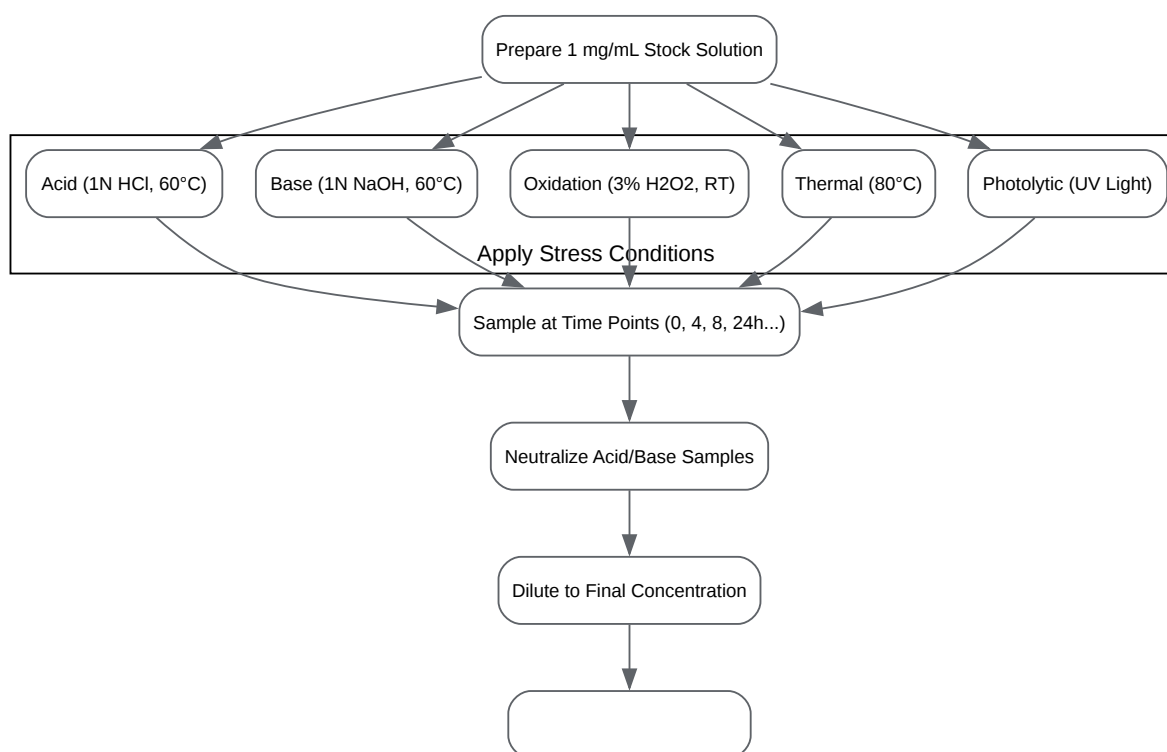 Prepare 1 mg/mL Stock Solution
Acid (1N HCl, 60°C)
Base (1N NaOH, 60°C)
Oxidation (3% H2O2, RT)
Thermal (80°C)
Photolytic (UV Light)
Apply Stress Conditions
Sample at Time Points (0, 4, 8, 24h...)
Neutralize Acid/Base Samples
Dilute to Final Concentration